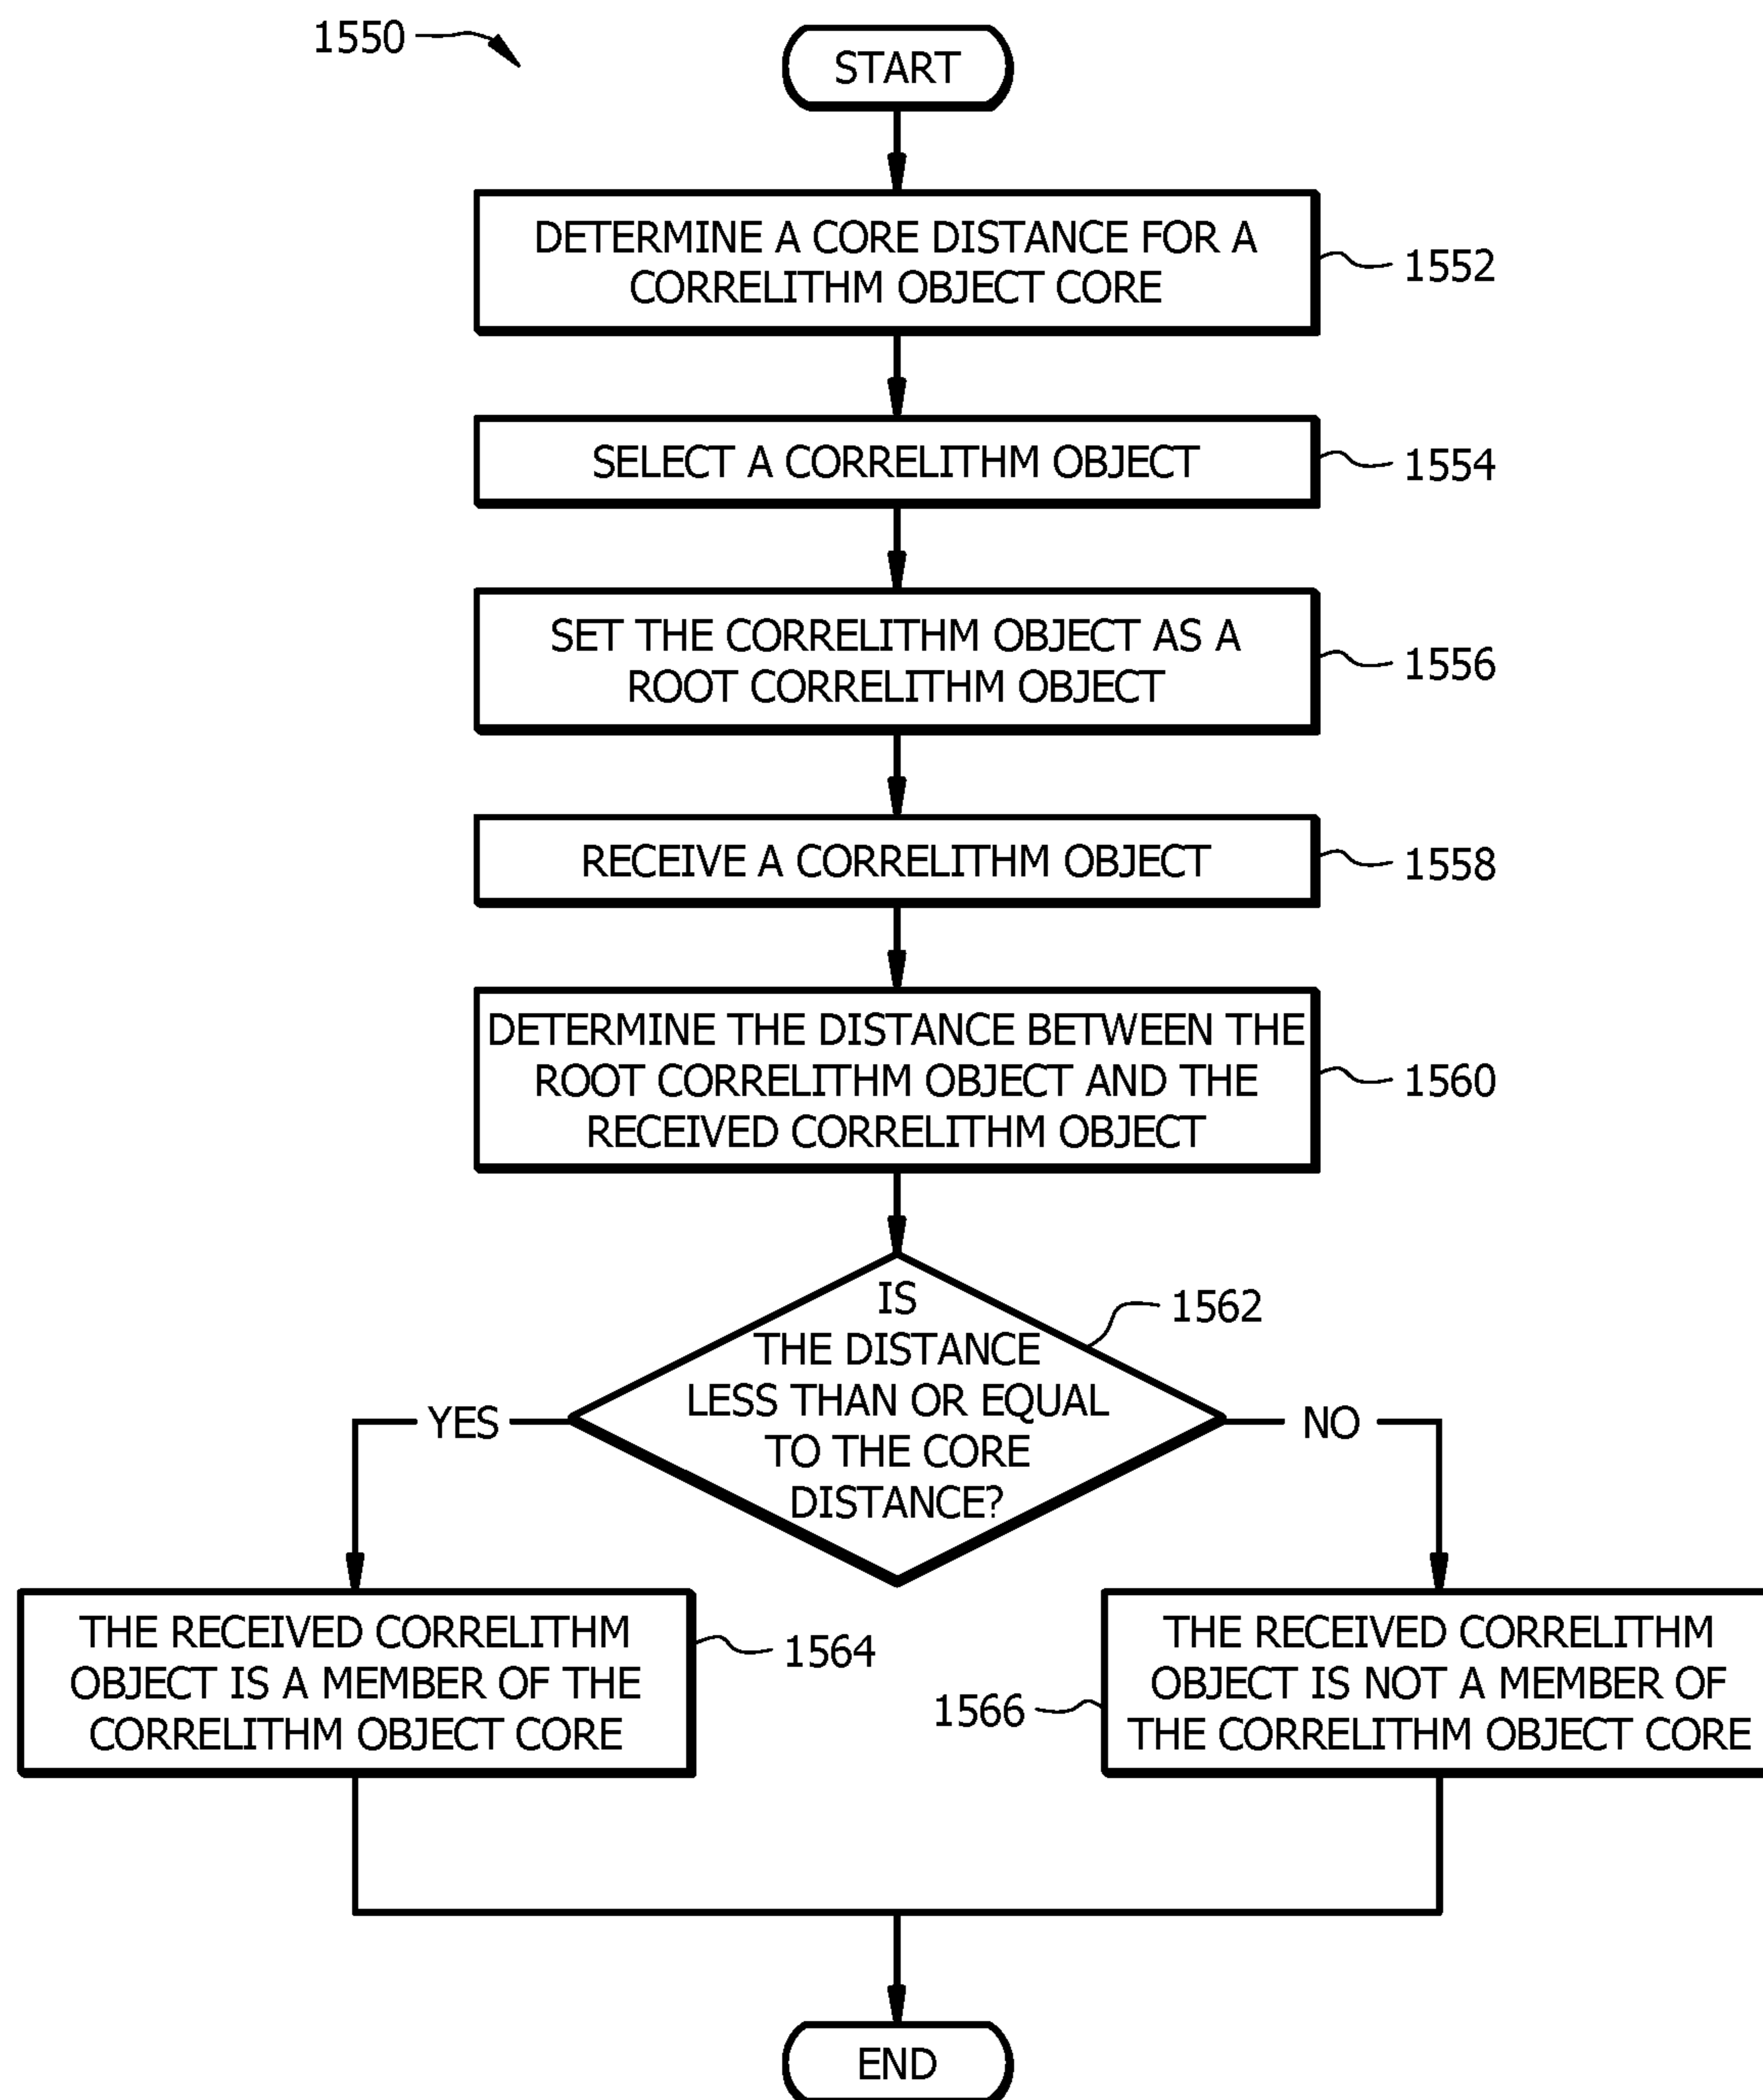 1550
START
DETERMINE A CORE DISTANCE FOR A
CORRELITHM OBJECT CORE
1552
SELECT A CORRELITHM OBJECT
1554
SET THE CORRELITHM OBJECT AS A
ROOT CORRELITHM OBJECT
1556
RECEIVE A CORRELITHM OBJECT
1558
DETERMINE THE DISTANCE BETWEEN THE
ROOT CORRELITHM OBJECT AND THE
RECEIVED CORRELITHM OBJECT
1560
IS
THE DISTANCE
LESS THAN OR EQUAL
TO THE CORE
DISTANCE?
1562
YES
NO
THE RECEIVED CORRELITHM
OBJECT IS A MEMBER OF THE
CORRELITHM OBJECT CORE
1564
THE RECEIVED CORRELITHM
OBJECT IS NOT A MEMBER OF
THE CORRELITHM OBJECT CORE
1566
END